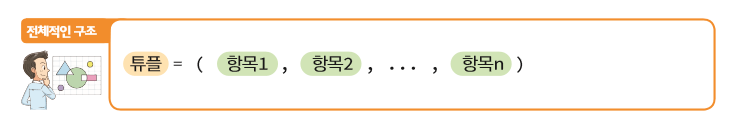 전체적인 구조
튜플 = ( 항목1 , 항목2 , ... , 항목n )